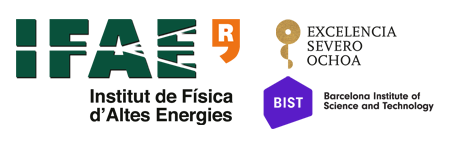 IFAE
R
Institut de Física
d'Altes Energies
EXCELENCIA
SEVERO
OCHOA
BIST
Barcelona Institute of
Science and Technology